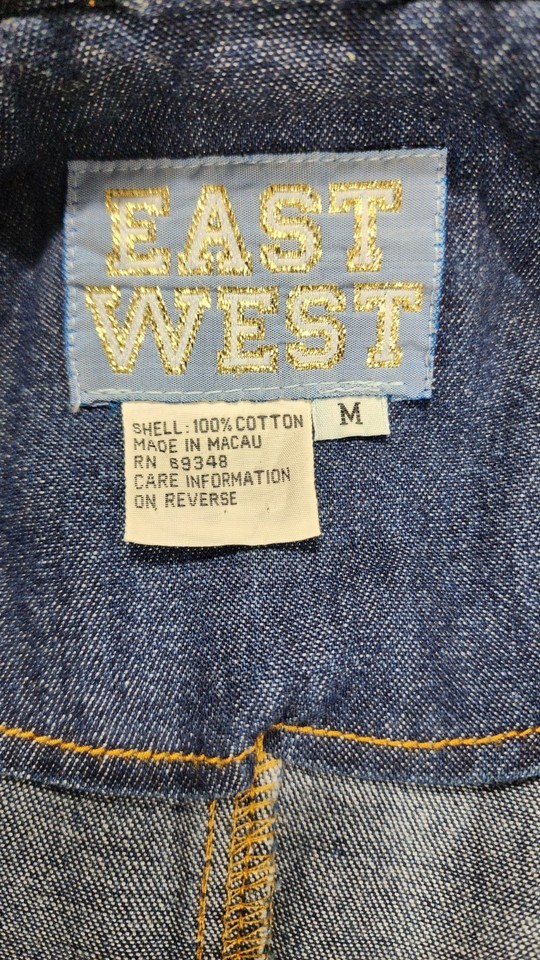 EAST
WEST
M
SHELL: 100% COTTON
MADE IN MACAU
RN 69348
CARE INFORMATION
ON REVERSE